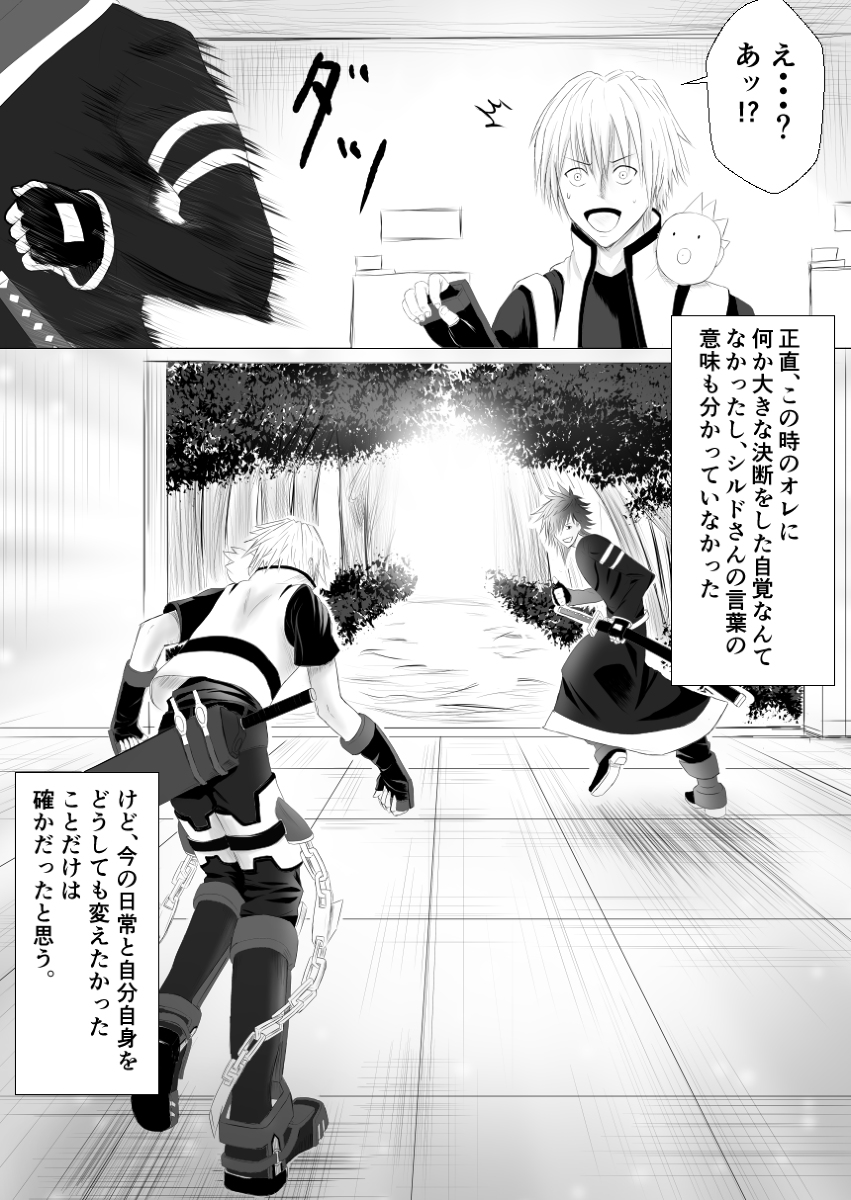 え・・・?
あッ!?
ダッ
正直、この時のオレに
何か大きな決断をした自覚なんて
なかったし、シルドさんの言葉の
意味も分かっていなかった
けど、今の日常と自分自身を
どうしても変えたかった
ことだけは
確かだったと思う。